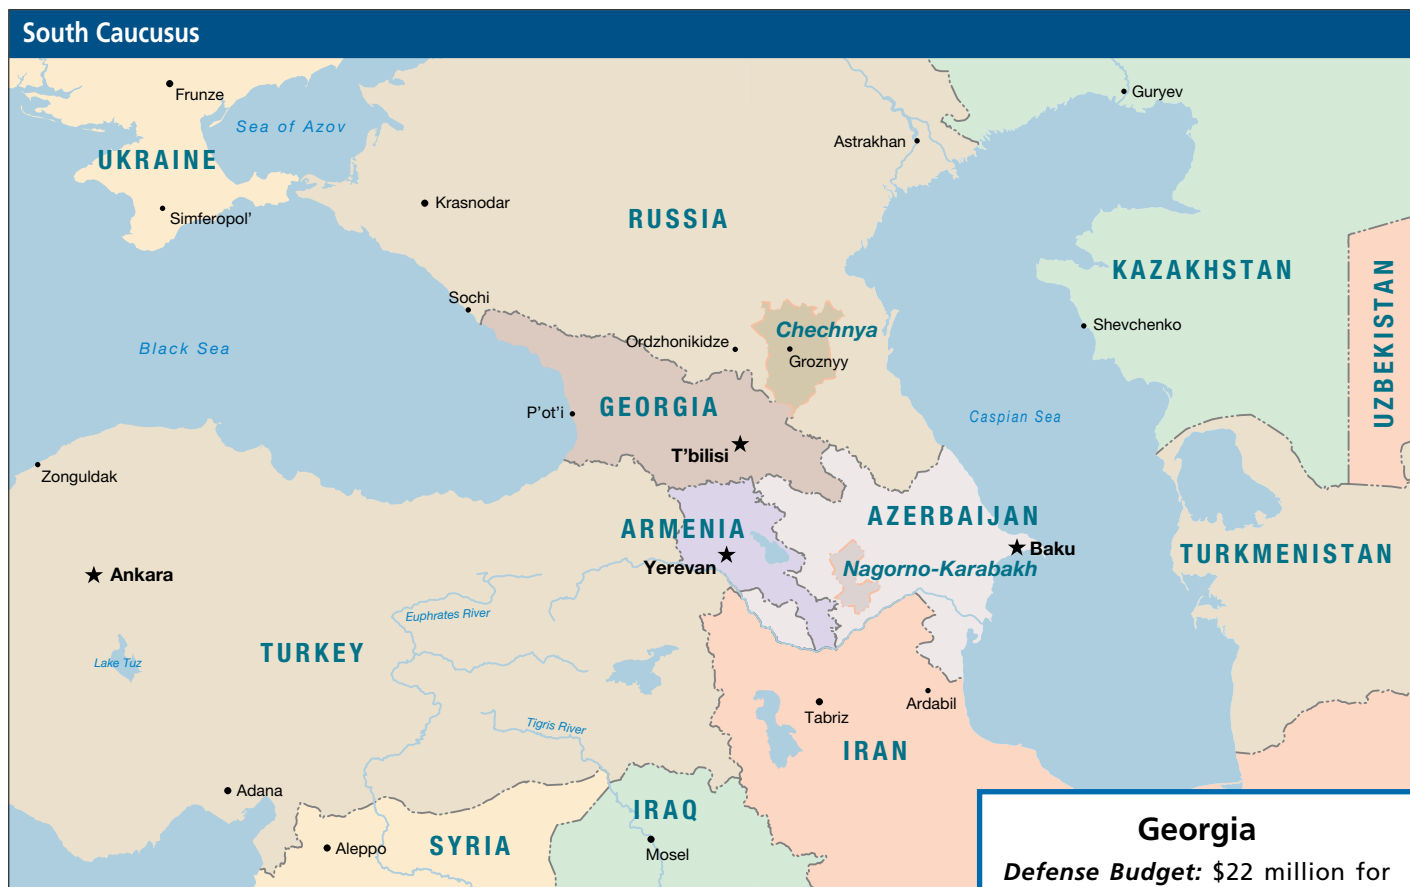 South Caucusus
Frunze
Guryev
Sea of Azov
Astrakhan
UKRAINE
Krasnodar
Simferopol'
RUSSIA
KAZAKHSTAN
UZBEKISTAN
Sochi
Shevchenko
Chechnya
Ordzhonikidze
Black Sea
Groznyy
P'ot'i
GEORGIA
Caspian Sea
T'bilisi
Zonguldak
AZERBAIJAN
ARMENIA
Baku
TURKMENISTAN
Yerevan
Nagorno-Karabakh
Ankara
Euphrates River
TURKEY
Lake Tuz
Ardabil
Tabriz
Tigris River
IRAN
Adana
IRAQ
SYRIA
Aleppo
Mosel
Georgia
Defense Budget: $22 million for